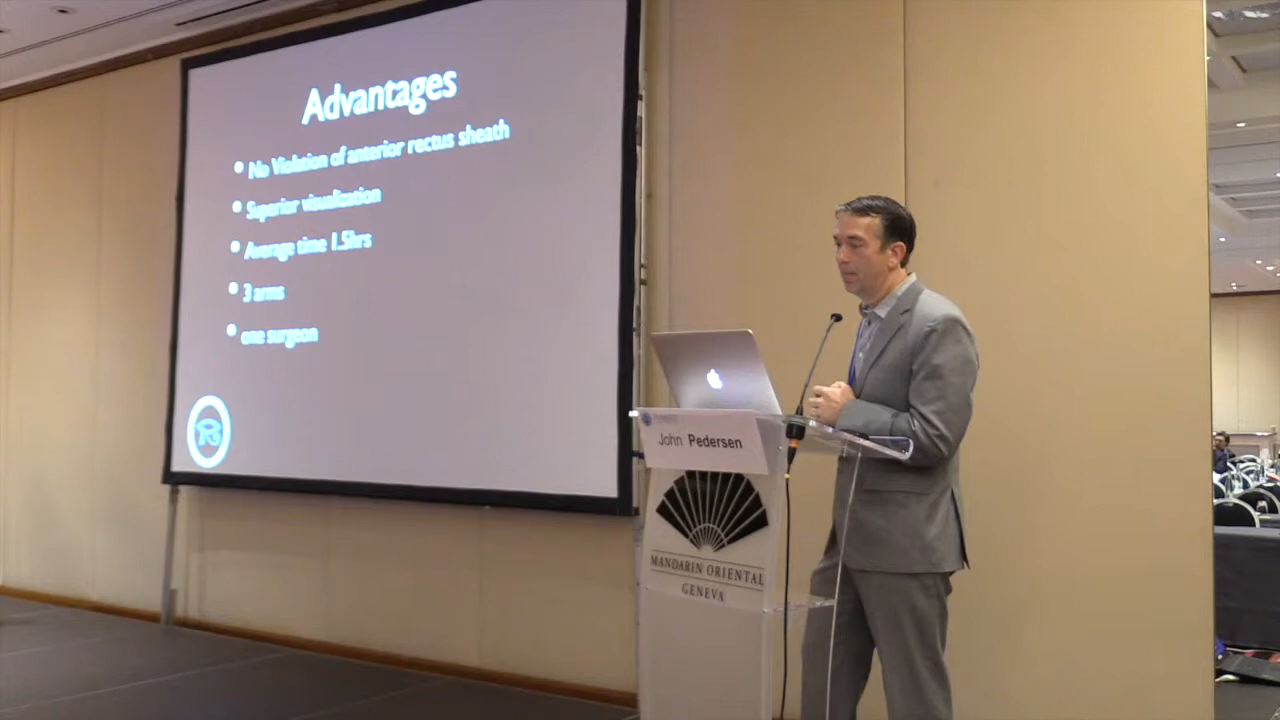 Advantages
• No Violation of anterior rectus sheath
• Superior visualization
• Average time 1.5hrs
• 3 arms
• one surgeon
R
John Pedersen
MANDARIN ORIENTAL
GENEVA